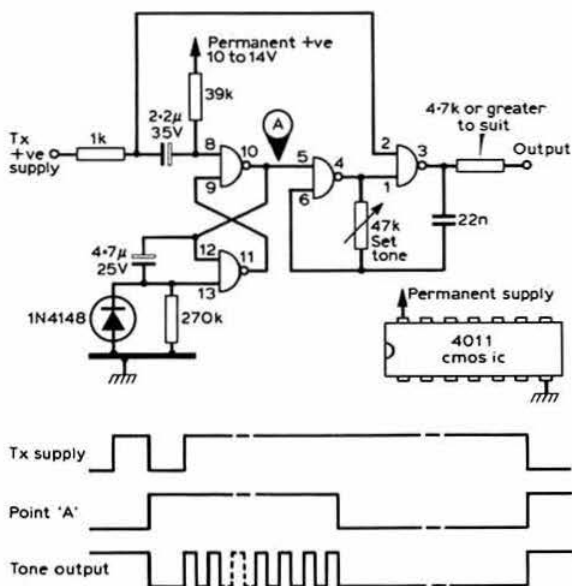 Permanent +ve
10 to 14V
39k
2·2μ
35V
Tx
+ve
supply
1k
8
9
10
A
5
6
4
2
1
3
4·7k or greater
to suit
Output
47k
Set
tone
22n
12
13
11
4·7μ
25V
1N4148
270k
Permanent supply
4011
cmos ic
Tx supply
Point 'A'
Tone output